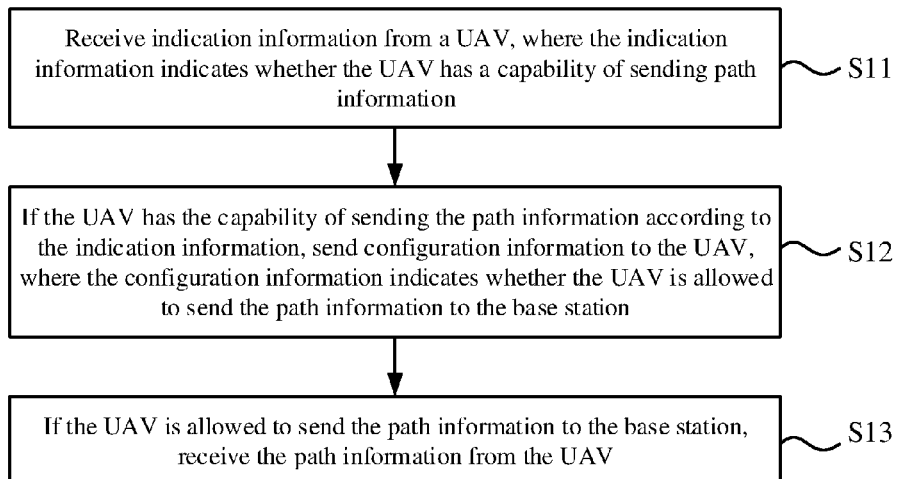 Receive indication information from a UAV, where the indication
information indicates whether the UAV has a capability of sending path
information
S11
If the UAV has the capability of sending the path information according to
the indication information, send configuration information to the UAV,
where the configuration information indicates whether the UAV is allowed
to send the path information to the base station
S12
If the UAV is allowed to send the path information to the base station,
receive the path information from the UAV
S13